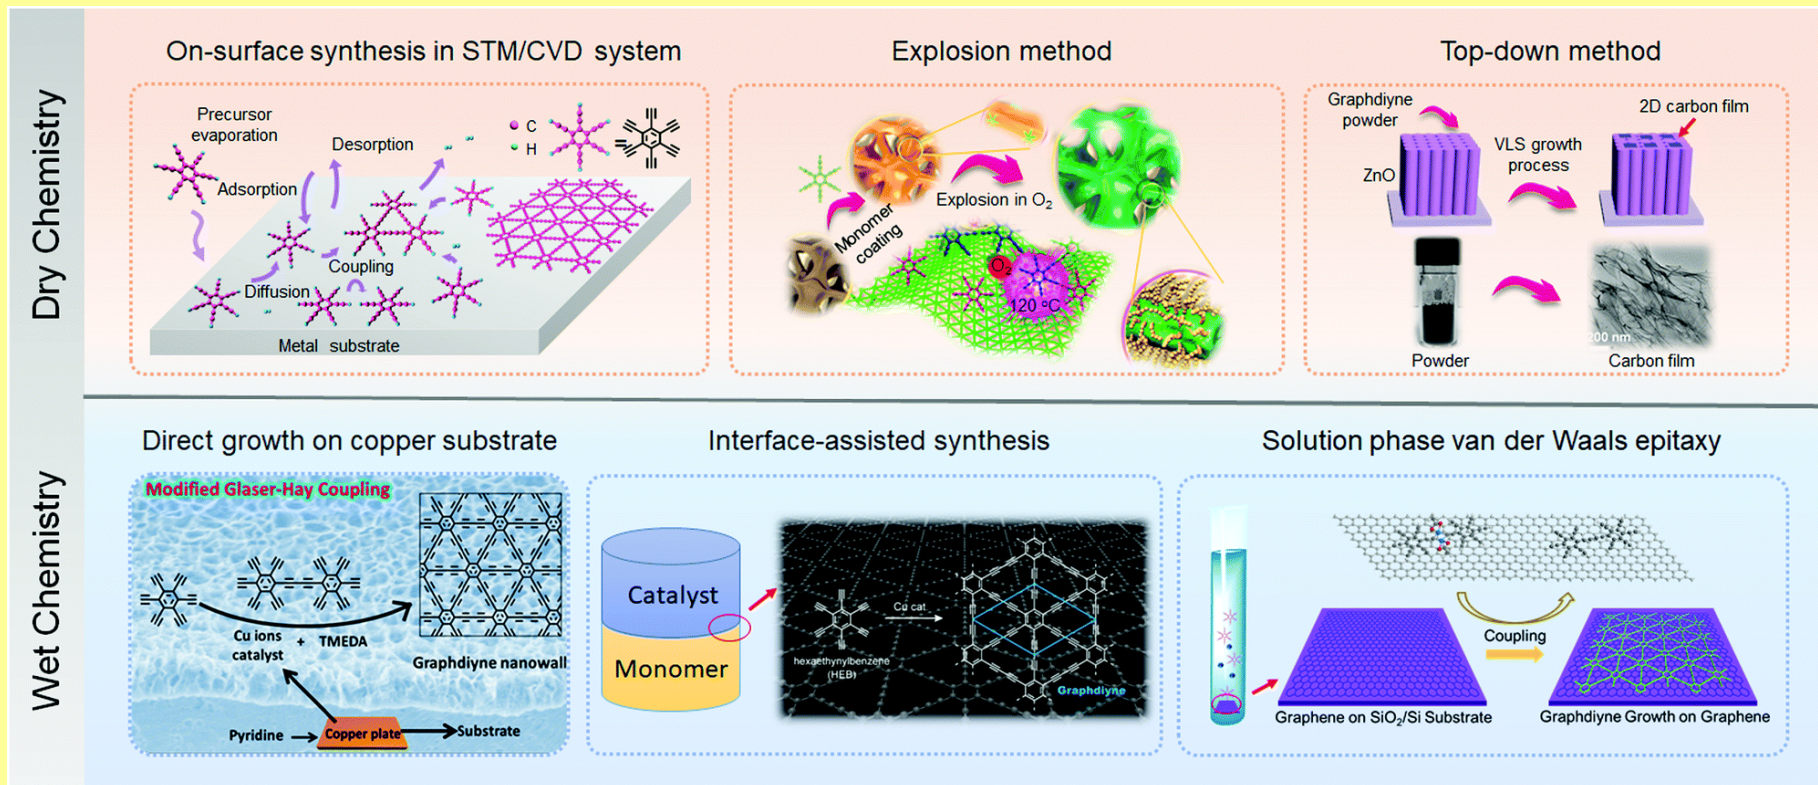 Dry Chemistry
On-surface synthesis in STM/CVD system
Precursor
evaporation
Desorption
Adsorption
C
H
Coupling
Diffusion
Metal substrate
Explosion method
Monomer
coating
Explosion in O₂
O₂
120 °C
Top-down method
Graphdiyne
powder
2D carbon film
VLS growth
process
ZnO
200 nm
Powder
Carbon film
Wet Chemistry
Direct growth on copper substrate
Modified Glaser-Hay Coupling
Cu ions
catalyst
+ TMEDA
Graphdiyne nanowall
Pyridine
Copper plate
Substrate
Interface-assisted synthesis
Catalyst
Monomer
Cu cat.
hexaethynylbenzene
(HEB)
Graphdiyne
Solution phase van der Waals epitaxy
Coupling
Graphene on SiO₂/Si Substrate
Graphdiyne Growth on Graphene